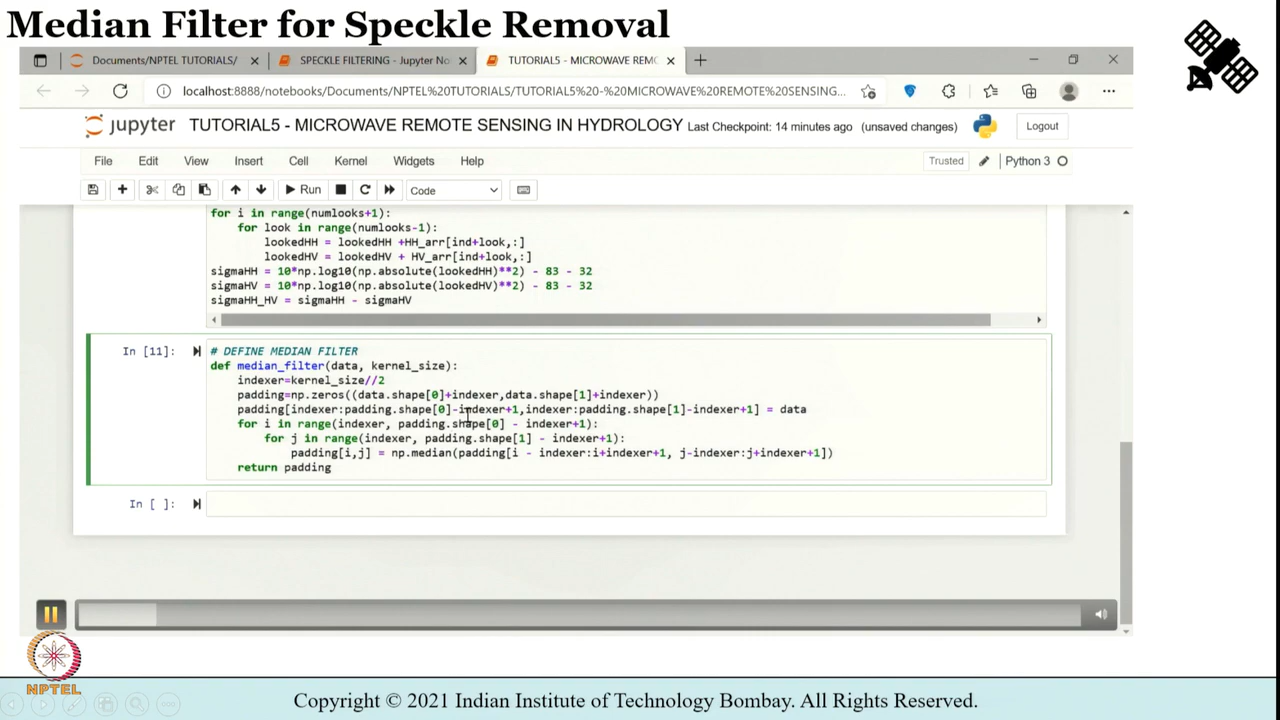 Median Filter for Speckle Removal
Documents/NPTEL TUTORIALS/
SPECKLE FILTERING - Jupyter No
TUTORIAL5 - MICROWAVE REMO
localhost:8888/notebooks/Documents/NPTEL%20TUTORIALS/TUTORIAL5%20-%20MICROWAVE%20REMOTE%20SENSING...
jupyter TUTORIAL5 - MICROWAVE REMOTE SENSING IN HYDROLOGY Last Checkpoint: 14 minutes ago (unsaved changes)
Logout
File Edit View Insert Cell Kernel Widgets Help
Trusted
Python 3
Run
Code
for i in range(numlooks+1):
    for look in range(numlooks-1):
        lookedHH = lookedHH +HH_arr[ind+look,:]
        lookedHV = lookedHV + HV_arr[ind+look,:]
sigmaHH = 10*np.log10(np.absolute(lookedHH)**2) - 83 - 32
sigmaHV = 10*np.log10(np.absolute(lookedHV)**2) - 83 - 32
sigmaHH_HV = sigmaHH - sigmaHV
In [11]:
# DEFINE MEDIAN FILTER
def median_filter(data, kernel_size):
    indexer=kernel_size//2
    padding=np.zeros((data.shape[0]+indexer,data.shape[1]+indexer))
    padding[indexer:padding.shape[0]-indexer+1,indexer:padding.shape[1]-indexer+1] = data
    for i in range(indexer, padding.shape[0] - indexer+1):
        for j in range(indexer, padding.shape[1] - indexer+1):
            padding[i,j] = np.median(padding[i - indexer:i+indexer+1, j-indexer:j+indexer+1])
    return padding
In [ ]:
NPTEL
Copyright © 2021 Indian Institute of Technology Bombay. All Rights Reserved.